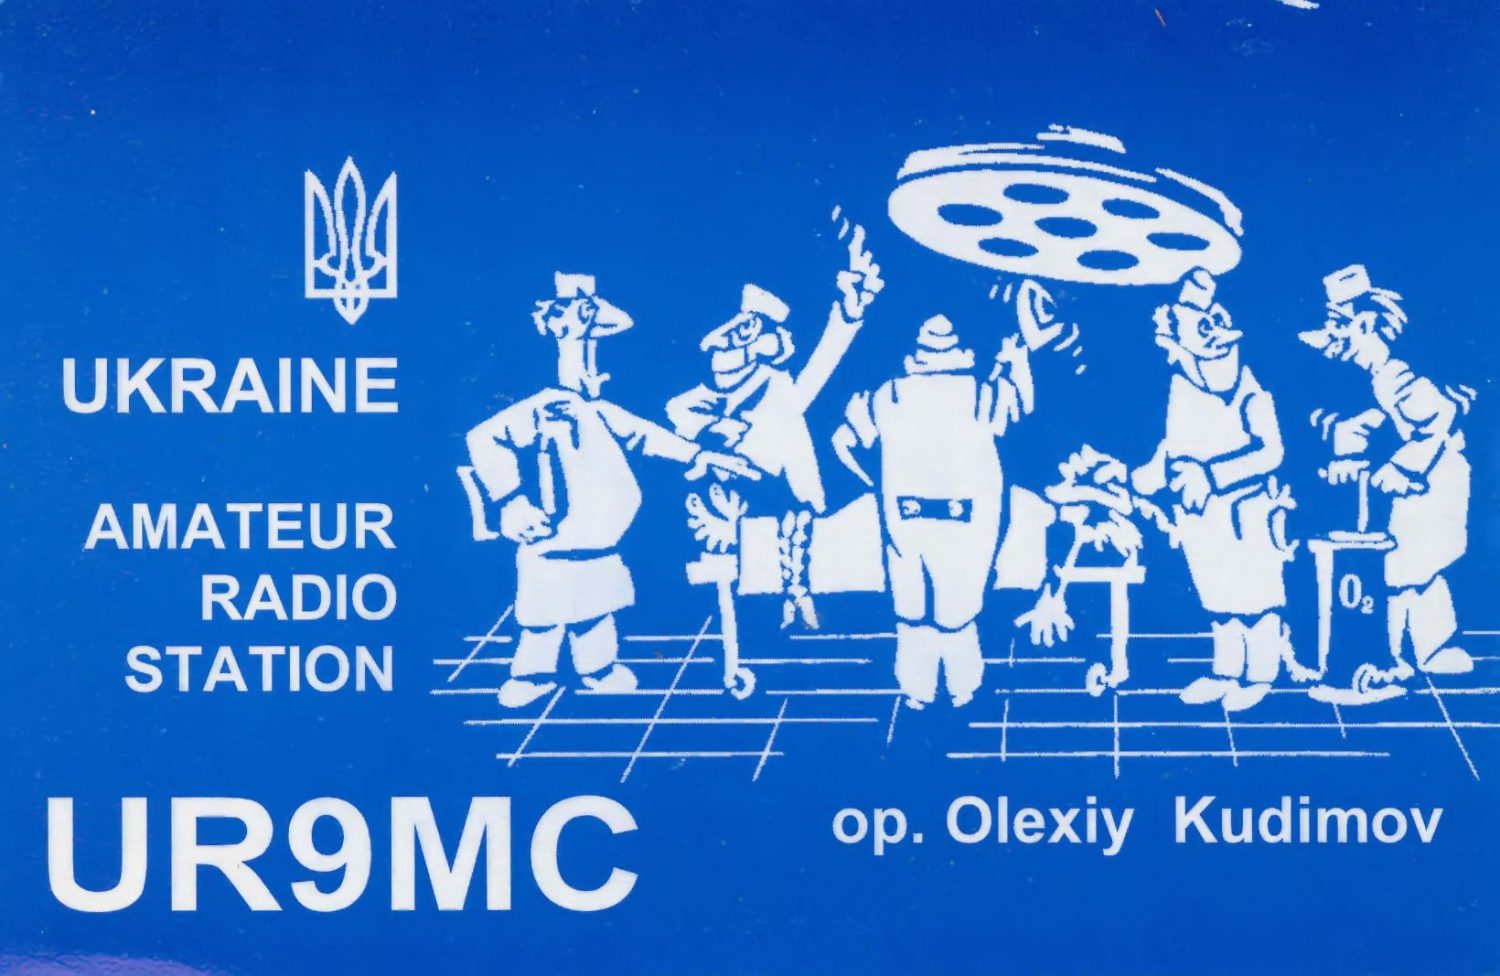 UKRAINE
AMATEUR
RADIO
STATION
O₂
UR9MC
op. Olexiy Kudimov